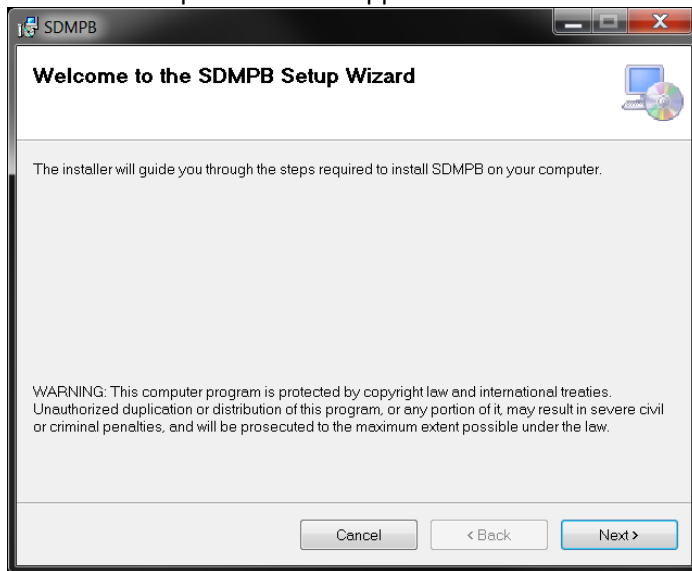 SDMPB
Welcome to the SDMPB Setup Wizard
The installer will guide you through the steps required to install SDMPB on your computer.
WARNING: This computer program is protected by copyright law and international treaties.
Unauthorized duplication or distribution of this program, or any portion of it, may result in severe civil
or criminal penalties, and will be prosecuted to the maximum extent possible under the law.
Cancel
< Back
Next >